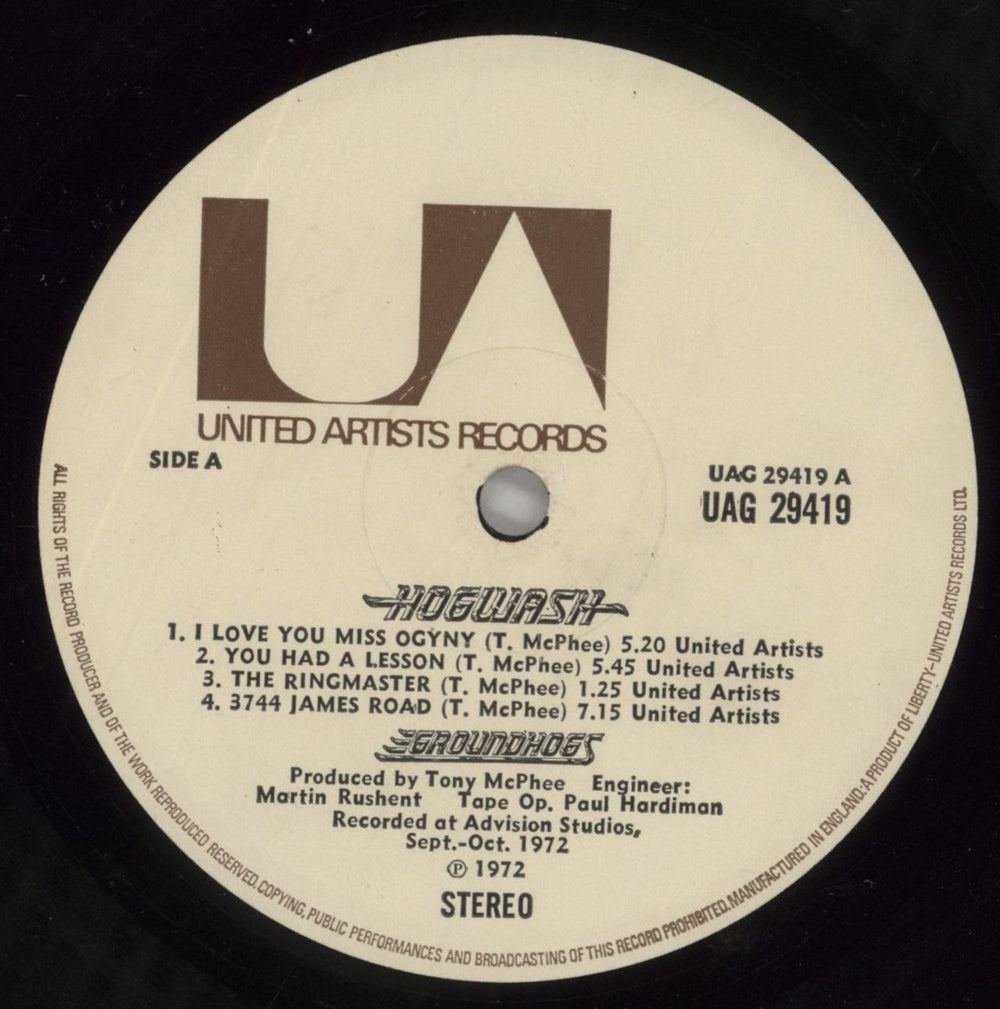 UA
UNITED ARTISTS RECORDS
SIDE A
UAG 29419 A
UAG 29419
HOGWASH
1. I LOVE YOU MISS OGYNY (T. McPhee) 5.20 United Artists
2. YOU HAD A LESSON (T. McPhee) 5.45 United Artists
3. THE RINGMASTER (T. McPhee) 1.25 United Artists
4. 3744 JAMES ROAD (T. McPhee) 7.15 United Artists
GROUNDHOGS
Produced by Tony McPhee Engineer:
Martin Rushent Tape Op. Paul Hardiman
Recorded at Advision Studios,
Sept.-Oct. 1972
℗ 1972
STEREO
ALL RIGHTS OF THE RECORD PRODUCER AND OF THE WORK REPRODUCED RESERVED. COPYING, PUBLIC PERFORMANCES AND BROADCASTING OF THIS RECORD PROHIBITED. MANUFACTURED IN ENGLAND: A PRODUCT OF LIBERTY-UNITED ARTISTS RECORDS LTD.